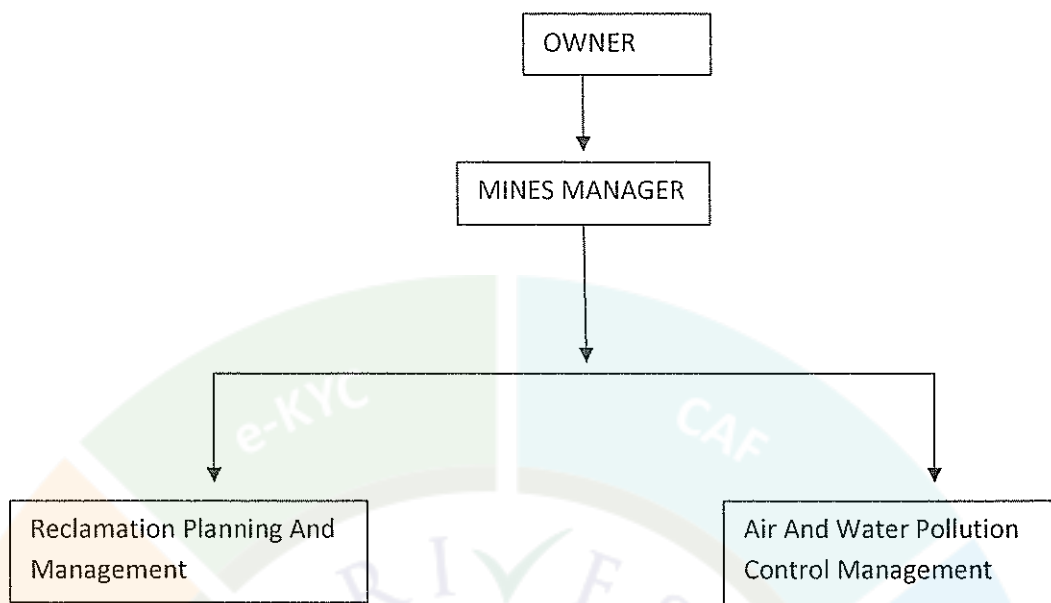 OWNER
MINES MANAGER
e-KYC
CAF
Reclamation Planning And
Management
Air And Water Pollution
Control Management